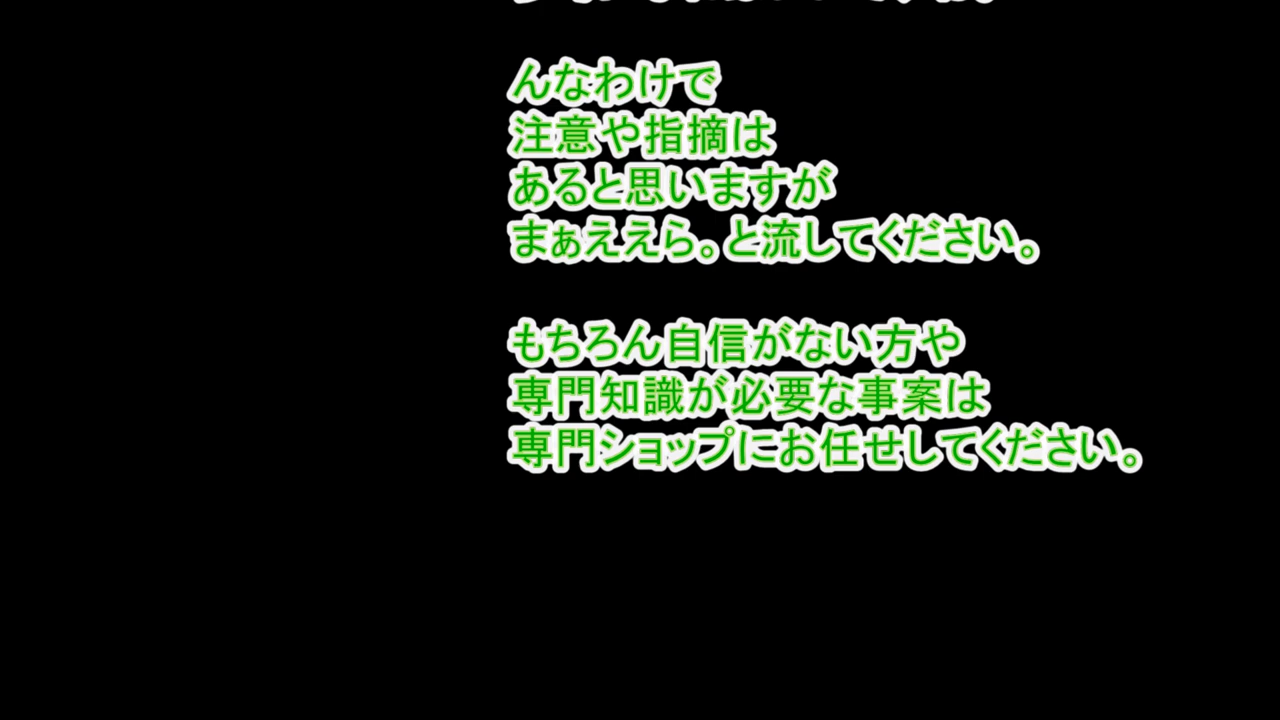 んなわけで
注意や指摘は
あると思いますが
まぁええら。と流してください。
もちろん自信がない方や
専門知識が必要な事案は
専門ショップにお任せしてください。